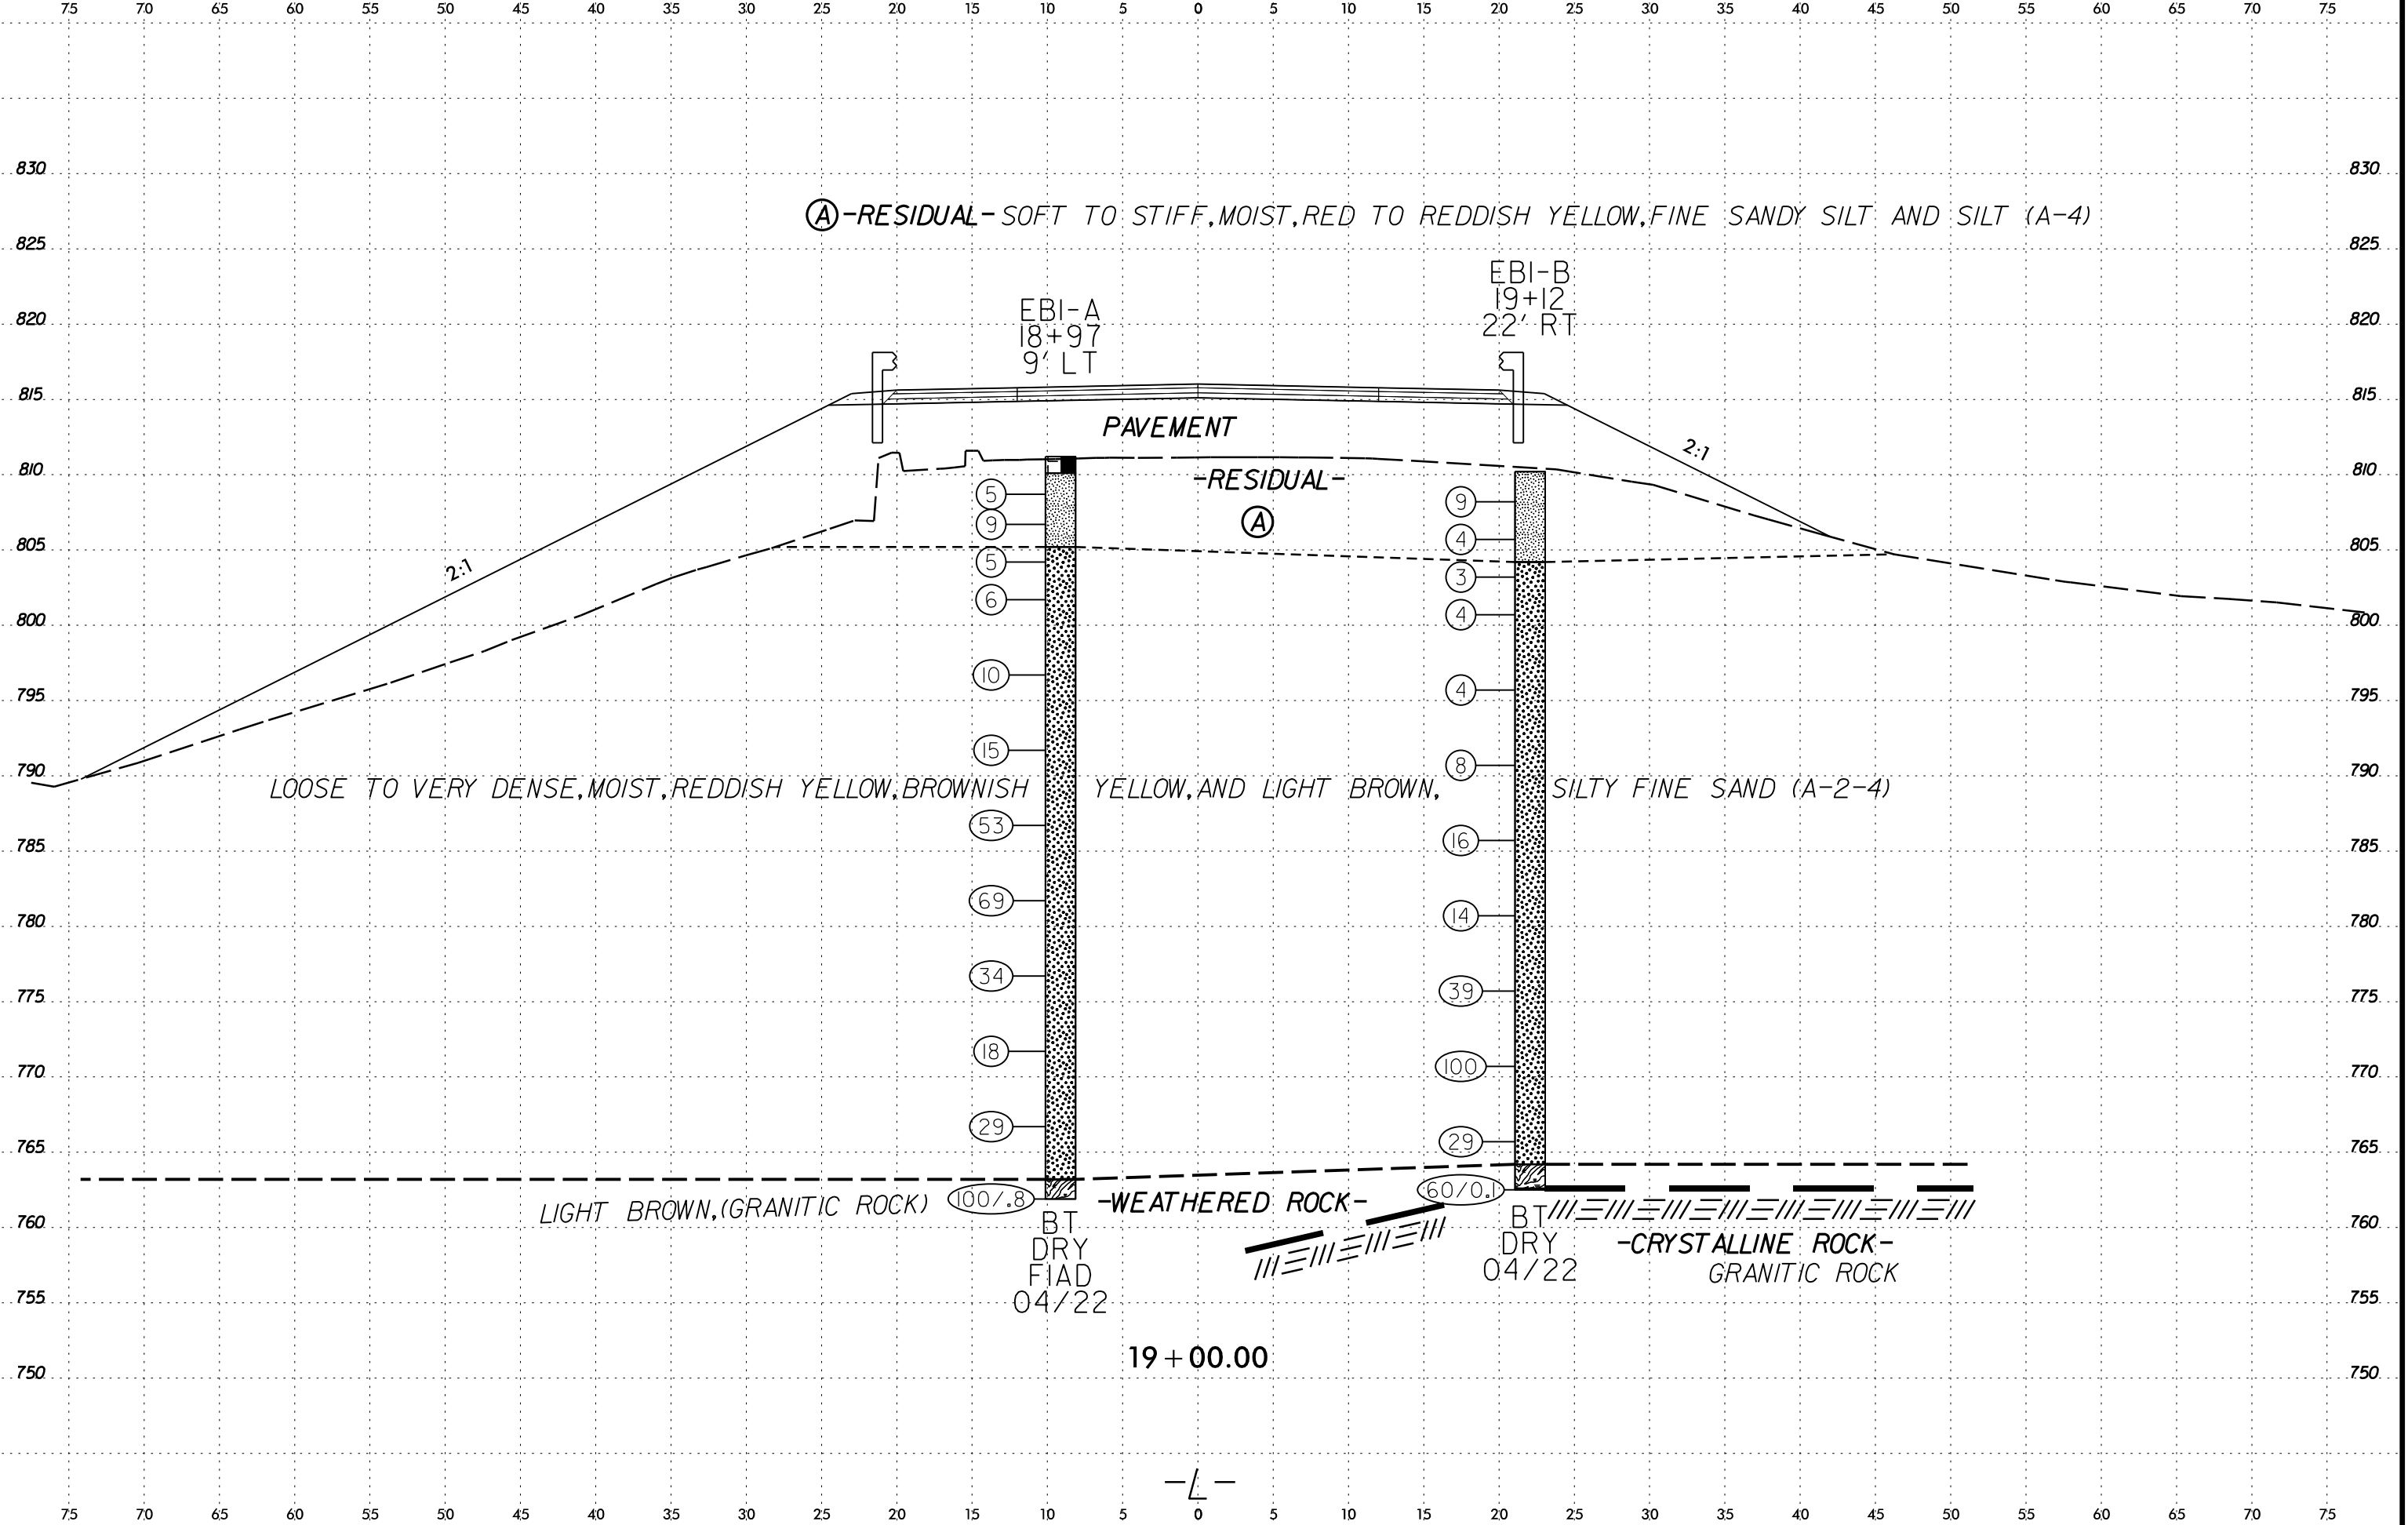 75 70 65 60 55 50 45 40 35 30 25 20 15 10 5 0 5 10 15 20 25 30 35 40 45 50 55 60 65 70 75
830 830
Ⓐ -RESIDUAL- SOFT TO STIFF, MOIST, RED TO REDDISH YELLOW, FINE SANDY SILT AND SILT (A-4)
825 825
EB1-B
19+12
22' RT
EB1-A
18+97
9' LT
820 820
815 815
PAVEMENT
2:1
810 810
-RESIDUAL-
5 9
9 Ⓐ 4
805 805
5 3
2:1
6 4
800 800
10 4
795 795
15 8
790 790
LOOSE TO VERY DENSE, MOIST, REDDISH YELLOW, BROWNISH YELLOW, AND LIGHT BROWN, SILTY FINE SAND (A-2-4)
53 16
785 785
69 14
780 780
34 39
775 775
18 100
770 770
29 29
765 765
LIGHT BROWN, (GRANITIC ROCK) 100/.8 -WEATHERED ROCK- 60/0.1
760 760
BT
DRY
FIAD
04/22
BT
DRY
04/22
-CRYSTALLINE ROCK-
GRANITIC ROCK
755 755
19+00.00
750 750
-L-
75 70 65 60 55 50 45 40 35 30 25 20 15 10 5 0 5 10 15 20 25 30 35 40 45 50 55 60 65 70 75